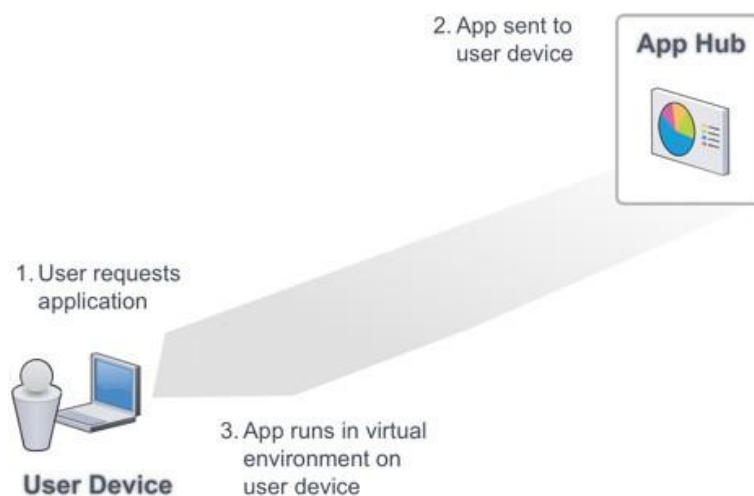 2. App sent to
user device
App Hub
1. User requests
application
3. App runs in virtual
environment on
user device
User Device